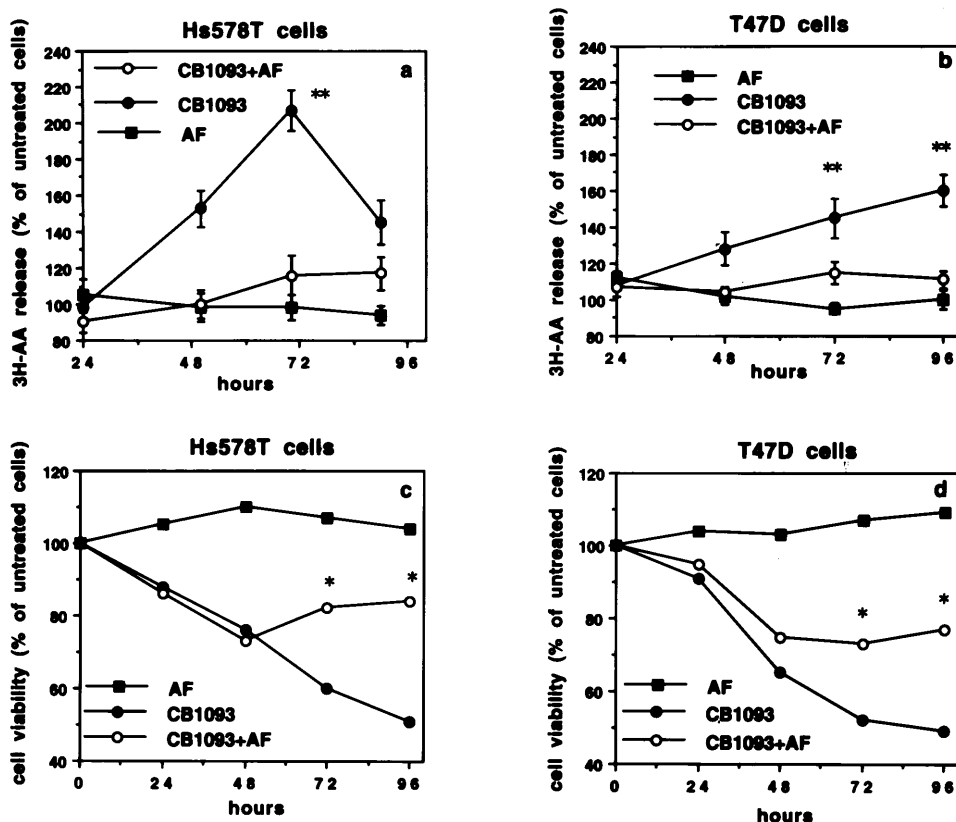 Hs578T cells
3H-AA release (% of untreated cells)
240
220
200
180
160
140
120
100
80
CB1093+AF
CB1093
AF
a
**
24
48
72
96
hours
T47D cells
3H-AA release (% of untreated cells)
240
220
200
180
160
140
120
100
80
AF
CB1093
CB1093+AF
b
**
**
24
48
72
96
hours
Hs578T cells
cell viability (% of untreated cells)
120
100
80
60
40
c
*
*
AF
CB1093
CB1093+AF
0
24
48
72
96
hours
T47D cells
cell viability (% of untreated cells)
120
100
80
60
40
d
*
*
AF
CB1093
CB1093+AF
0
24
48
72
96
hours